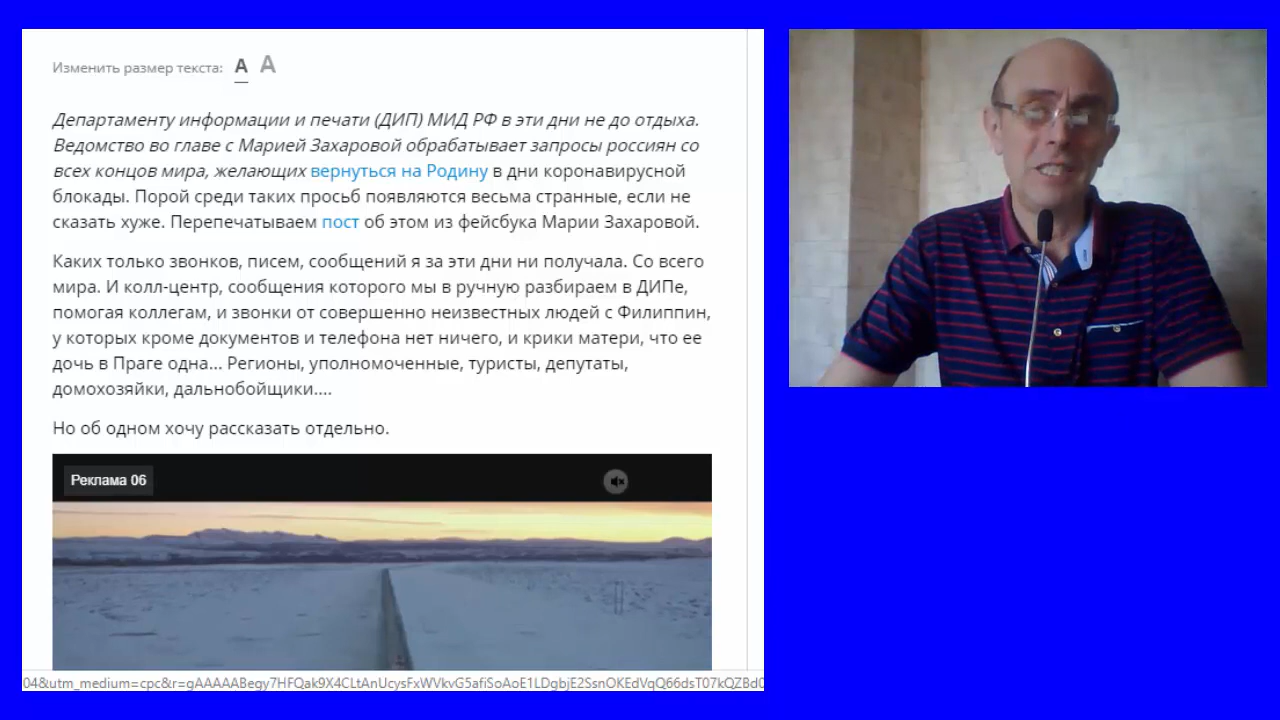 Изменить размер текста: A A
Департаменту информации и печати (ДИП) МИД РФ в эти дни не до отдыха.
Ведомство во главе с Марией Захаровой обрабатывает запросы россиян со
всех концов мира, желающих вернуться на Родину в дни коронавирусной
блокады. Порой среди таких просьб появляются весьма странные, если не
сказать хуже. Перепечатываем пост об этом из фейсбука Марии Захаровой.
Каких только звонков, писем, сообщений я за эти дни ни получала. Со всего
мира. И колл-центр, сообщения которого мы в ручную разбираем в ДИПе,
помогая коллегам, и звонки от совершенно неизвестных людей с Филиппин,
у которых кроме документов и телефона нет ничего, и крики матери, что ее
дочь в Праге одна... Регионы, уполномоченные, туристы, депутаты,
домохозяйки, дальнобойщики....
Но об одном хочу рассказать отдельно.
Реклама 06